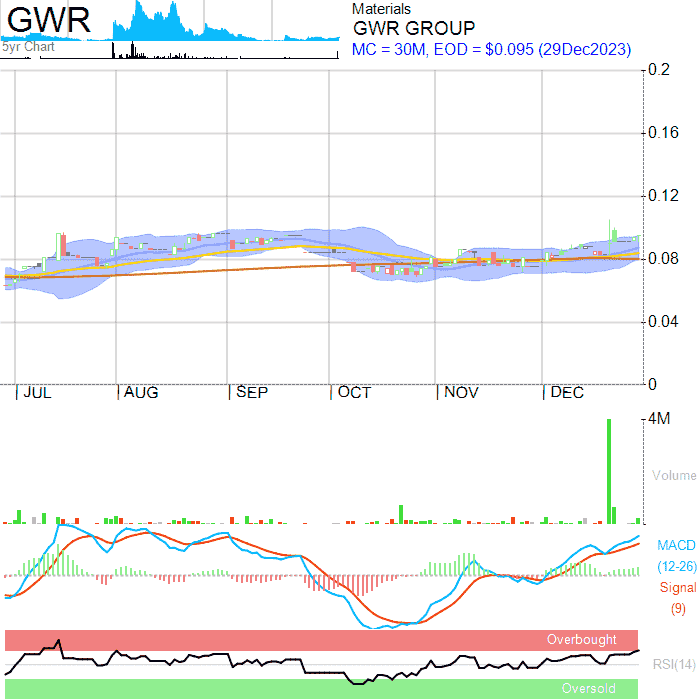 GWR
5yr Chart
Materials
GWR GROUP
MC = 30M, EOD = $0.095 (29Dec2023)
0.2
0.16
0.12
0.08
0.04
0
JUL AUG SEP OCT NOV DEC
4M
Volume
MACD
(12-26)
Signal
(9)
Overbought
RSI(14)
Oversold